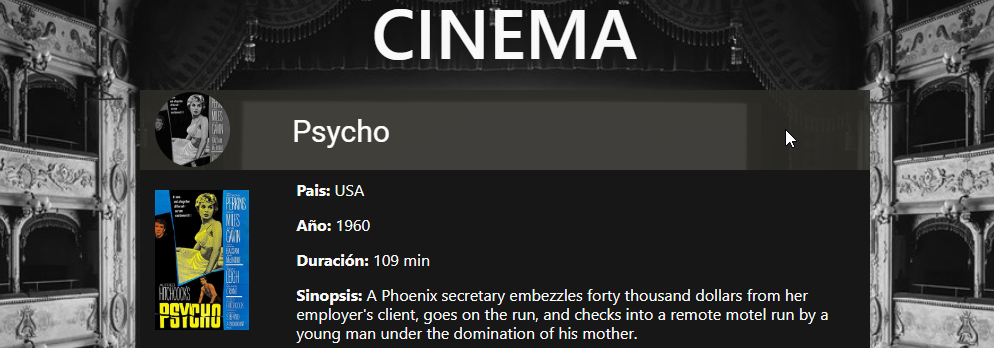 CINEMA
Psycho
Pais: USA
Año: 1960
Duración: 109 min
Sinopsis: A Phoenix secretary embezzles forty thousand dollars from her
employer's client, goes on the run, and checks into a remote motel run by a
young man under the domination of his mother.
PERKINS
MILES
GAVIN
LEIGH
ALFRED
HITCHCOCK'S
PSYCHO